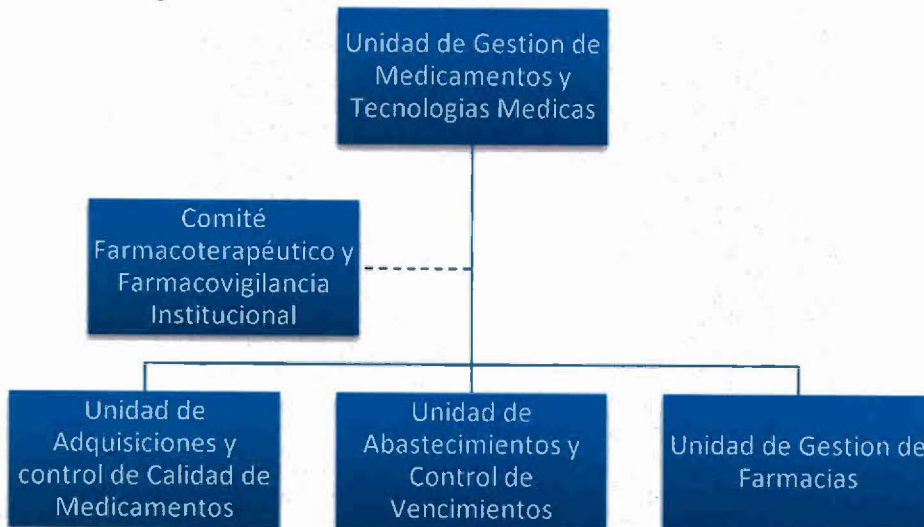 Unidad de Gestion de
Medicamentos y
Tecnologias Medicas
Comité
Farmacoterapéutico y
Farmacovigilancia
Institucional
Unidad de
Adquisiciones y
control de Calidad de
Medicamentos
Unidad de
Abastecimientos y
Control de
Vencimientos
Unidad de Gestion de
Farmacias